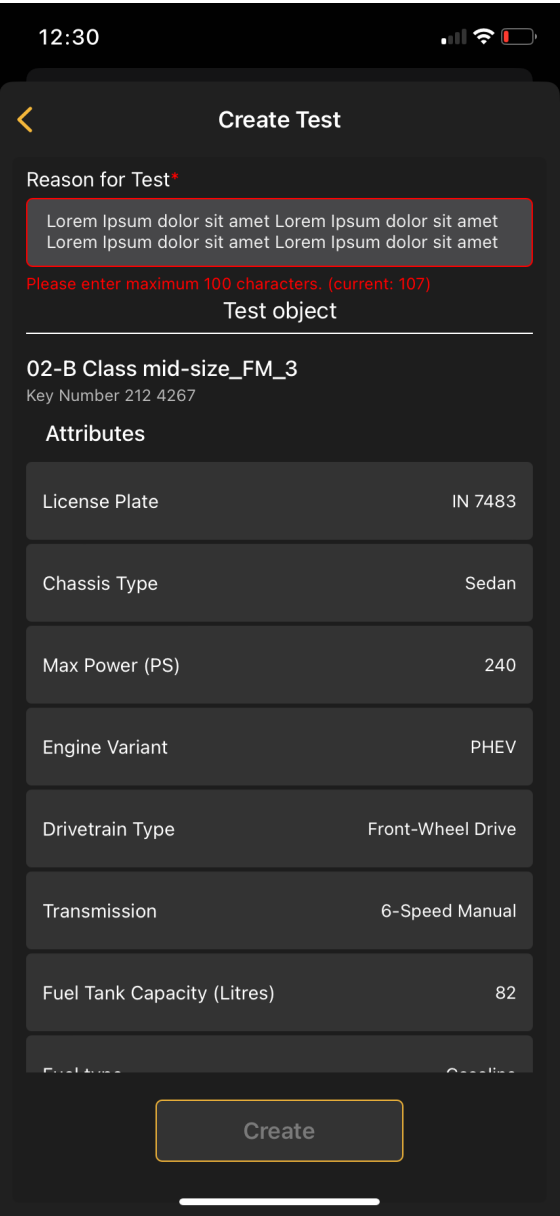 12:30
Create Test
Reason for Test*
Lorem Ipsum dolor sit amet Lorem Ipsum dolor sit amet
Lorem Ipsum dolor sit amet Lorem Ipsum dolor sit amet
Please enter maximum 100 characters. (current: 107)
Test object
02-B Class mid-size_FM_3
Key Number 212 4267
Attributes
License Plate IN 7483
Chassis Type Sedan
Max Power (PS) 240
Engine Variant PHEV
Drivetrain Type Front-Wheel Drive
Transmission 6-Speed Manual
Fuel Tank Capacity (Litres) 82
Fuel type Gasoline
Create